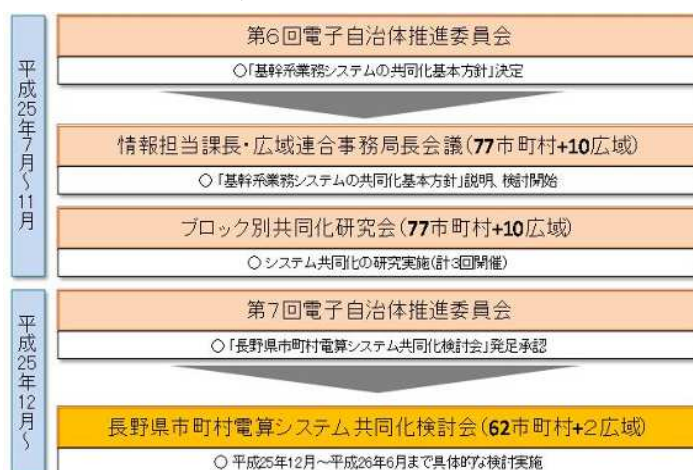 平成25年7月～11月
第6回電子自治体推進委員会
○「基幹系業務システムの共同化基本方針」決定
情報担当課長・広域連合事務局長会議(77市町村+10広域)
○「基幹系業務システムの共同化基本方針」説明、検討開始
ブロック別共同化研究会(77市町村+10広域)
○システム共同化の研究実施(計3回開催)
平成25年12月～
第7回電子自治体推進委員会
○「長野県市町村電算システム共同化検討会」発足承認
長野県市町村電算システム共同化検討会(62市町村+2広域)
○ 平成25年12月～平成26年6月まで具体的な検討実施